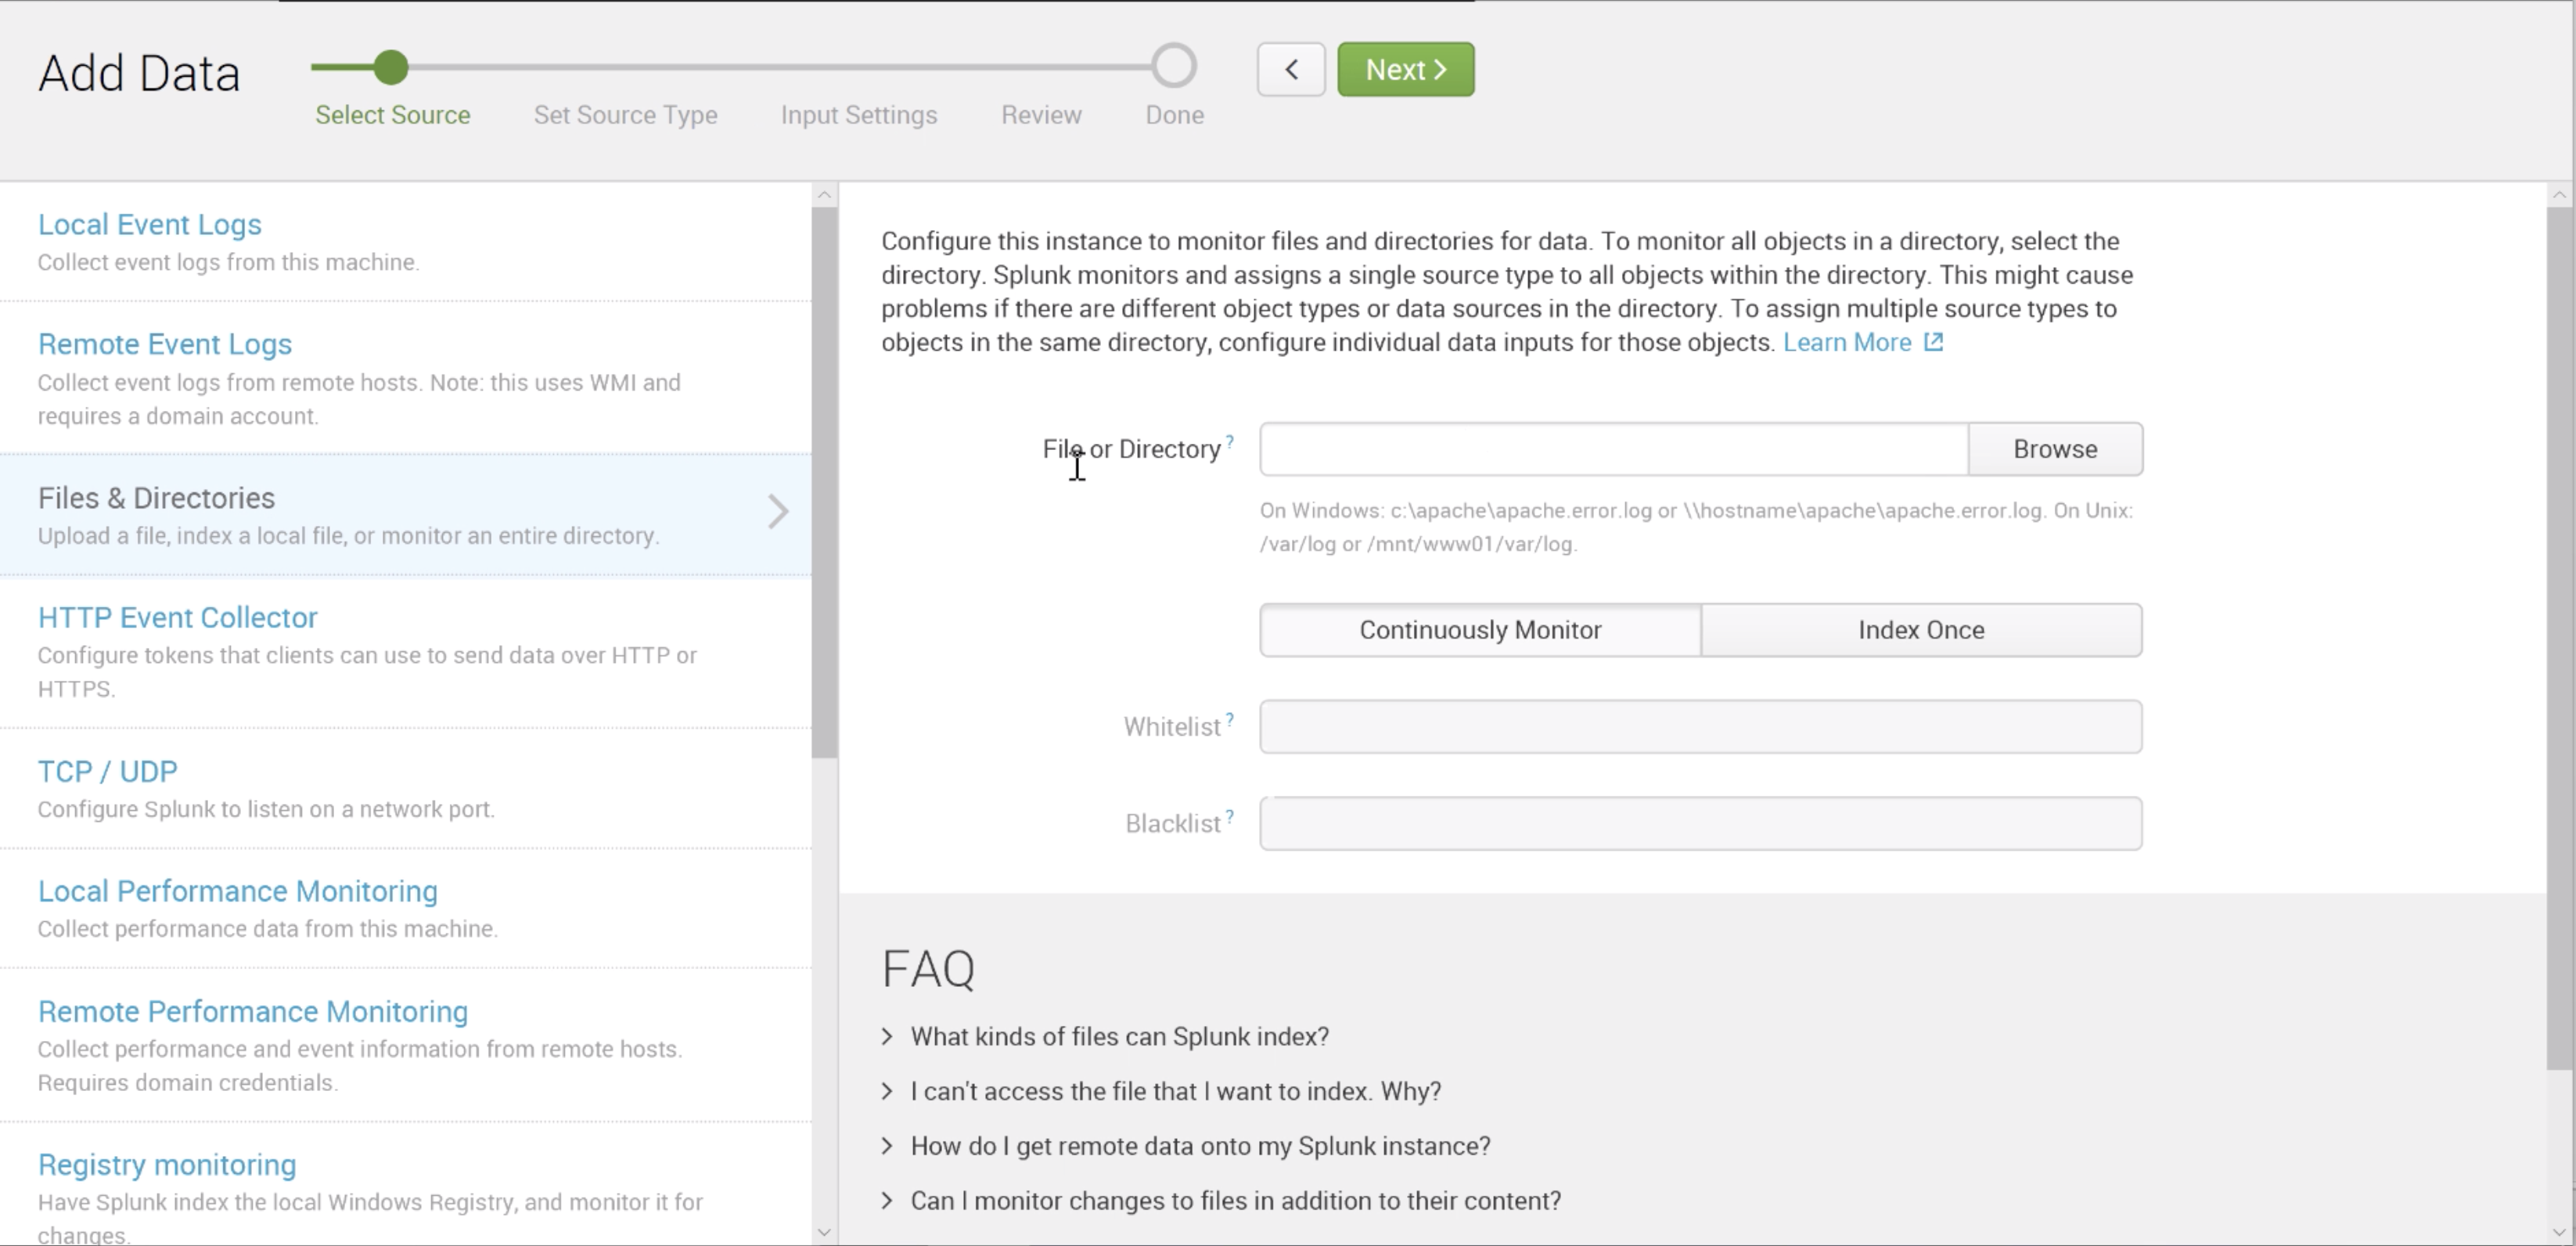 Add Data
Select Source
Set Source Type
Input Settings
Review
Done
Next
Local Event Logs
Collect event logs from this machine.
Remote Event Logs
Collect event logs from remote hosts. Note: this uses WMI and
requires a domain account.
Files & Directories
Upload a file, index a local file, or monitor an entire directory.
HTTP Event Collector
Configure tokens that clients can use to send data over HTTP or
HTTPS.
TCP / UDP
Configure Splunk to listen on a network port.
Local Performance Monitoring
Collect performance data from this machine.
Remote Performance Monitoring
Collect performance and event information from remote hosts.
Requires domain credentials.
Registry monitoring
Have Splunk index the local Windows Registry, and monitor it for
changes.
Configure this instance to monitor files and directories for data. To monitor all objects in a directory, select the
directory. Splunk monitors and assigns a single source type to all objects within the directory. This might cause
problems if there are different object types or data sources in the directory. To assign multiple source types to
objects in the same directory, configure individual data inputs for those objects. Learn More
File or Directory ?
Browse
On Windows: c:\apache\apache.error.log or \\hostname\apache\apache.error.log. On Unix:
/var/log or /mnt/www01/var/log.
Continuously Monitor
Index Once
Whitelist ?
Blacklist ?
FAQ
What kinds of files can Splunk index?
I can't access the file that I want to index. Why?
How do I get remote data onto my Splunk instance?
Can I monitor changes to files in addition to their content?